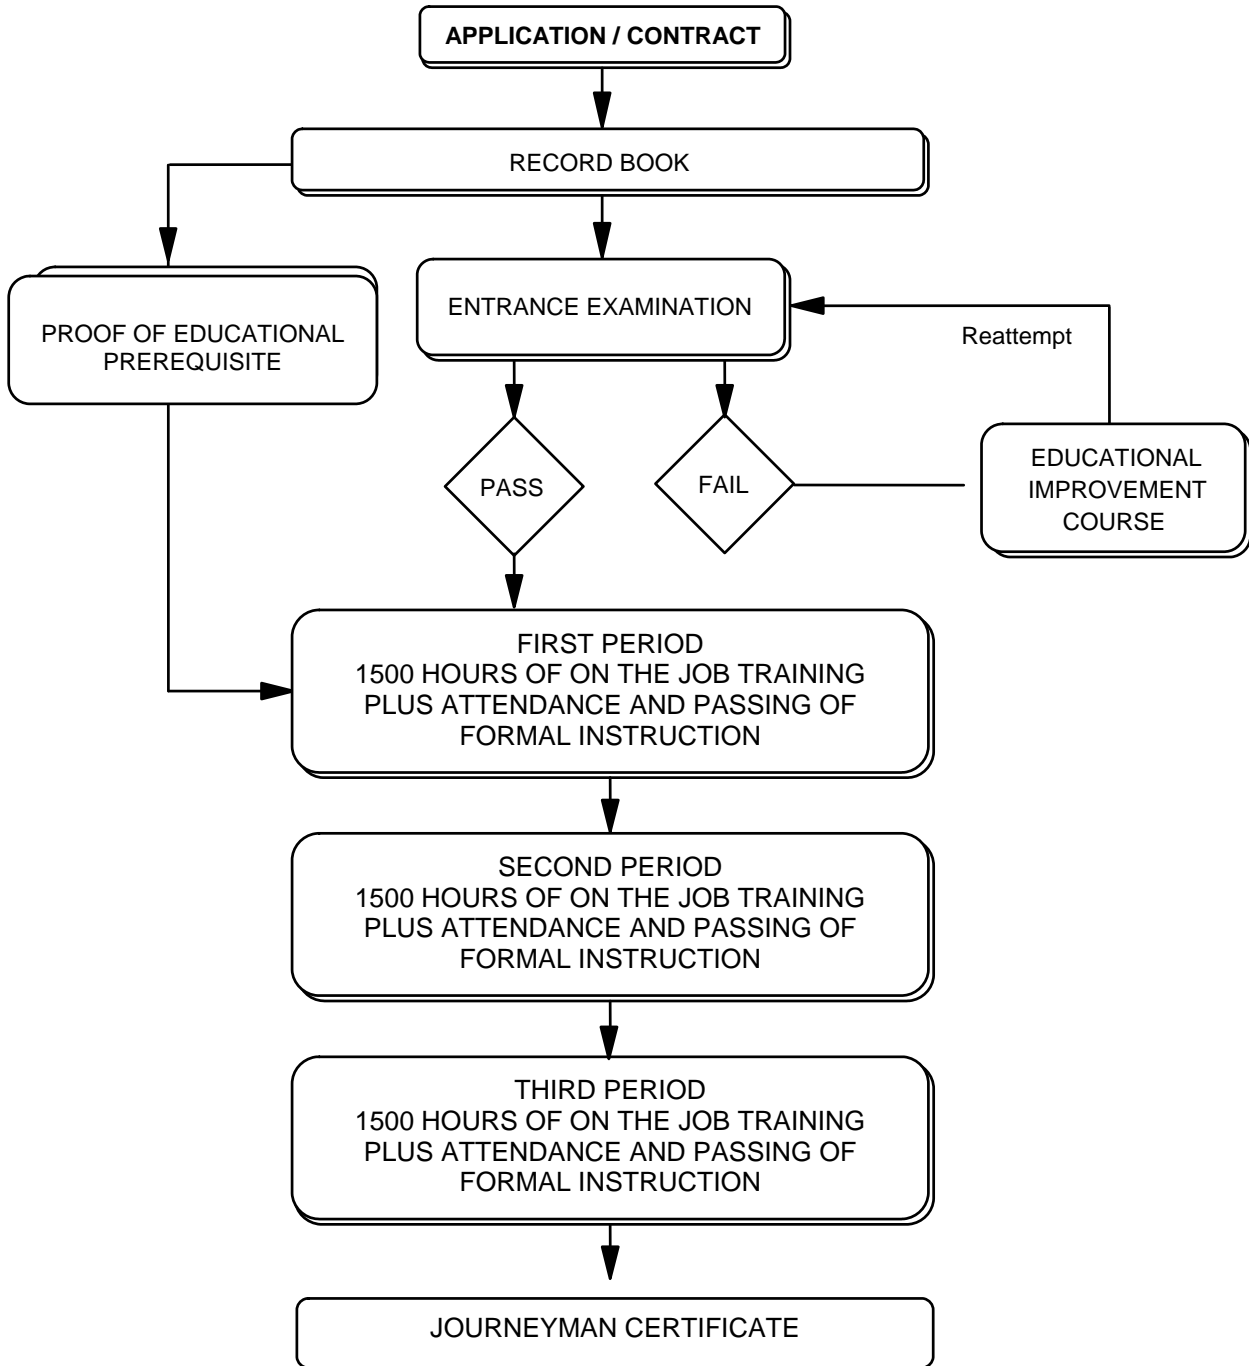 APPLICATION / CONTRACT
RECORD BOOK
PROOF OF EDUCATIONAL
PREREQUISITE
ENTRANCE EXAMINATION
Reattempt
PASS
FAIL
EDUCATIONAL
IMPROVEMENT
COURSE
FIRST PERIOD
1500 HOURS OF ON THE JOB TRAINING
PLUS ATTENDANCE AND PASSING OF
FORMAL INSTRUCTION
SECOND PERIOD
1500 HOURS OF ON THE JOB TRAINING
PLUS ATTENDANCE AND PASSING OF
FORMAL INSTRUCTION
THIRD PERIOD
1500 HOURS OF ON THE JOB TRAINING
PLUS ATTENDANCE AND PASSING OF
FORMAL INSTRUCTION
JOURNEYMAN CERTIFICATE